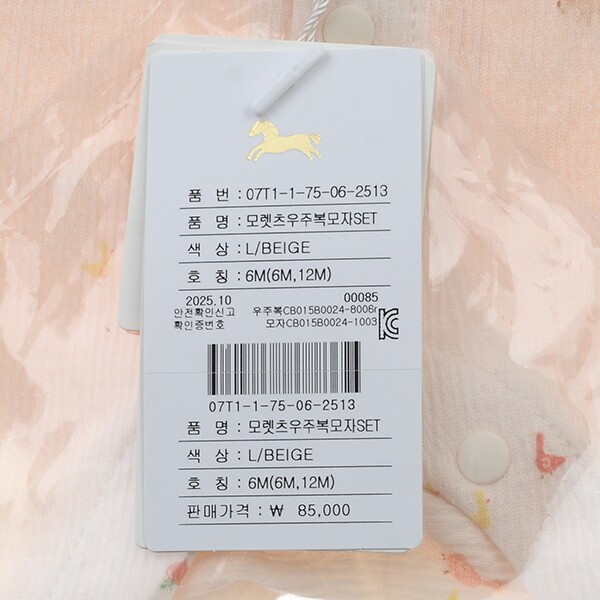 품 번 : 07T1-1-75-06-2513
품 명 : 모렛츠우주복모자SET
색 상 : L/BEIGE
호 칭 : 6M(6M,12M)
2025.10 00085
안전확인신고 우주복CB015B0024-8006r
확인증번호 모자CB015B0024-1003
07T1-1-75-06-2513
품 명 : 모렛츠우주복모자SET
색 상 : L/BEIGE
호 칭 : 6M(6M,12M)
판매가격 : ₩ 85,000